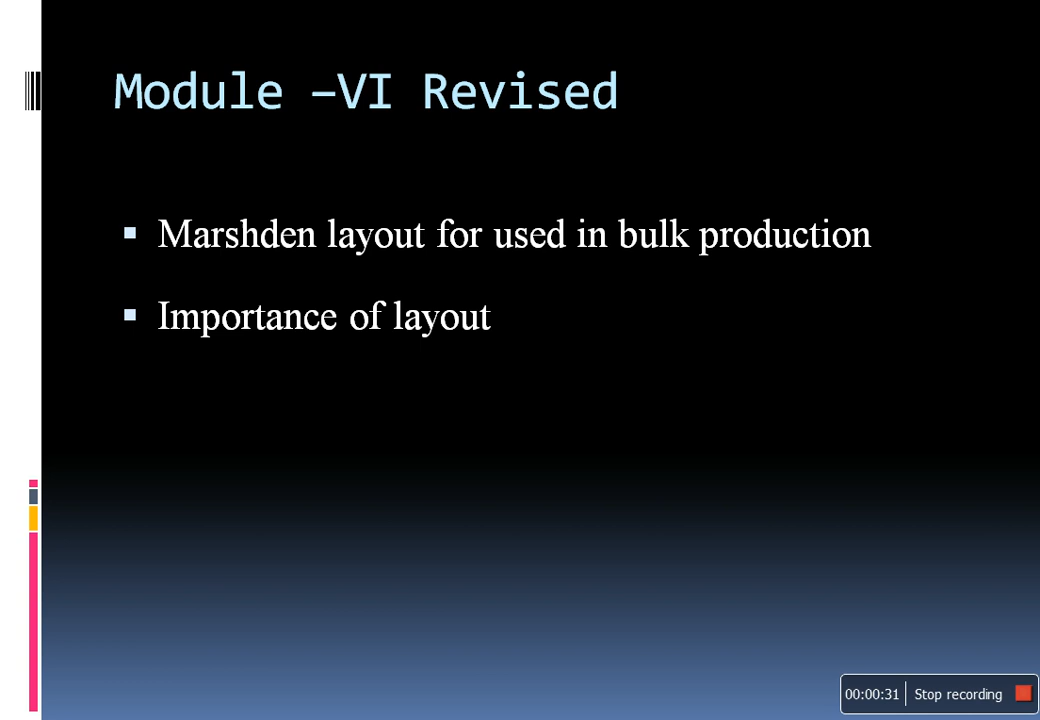 Module –VI Revised
Marshden layout for used in bulk production
Importance of layout
00:00:31 Stop recording